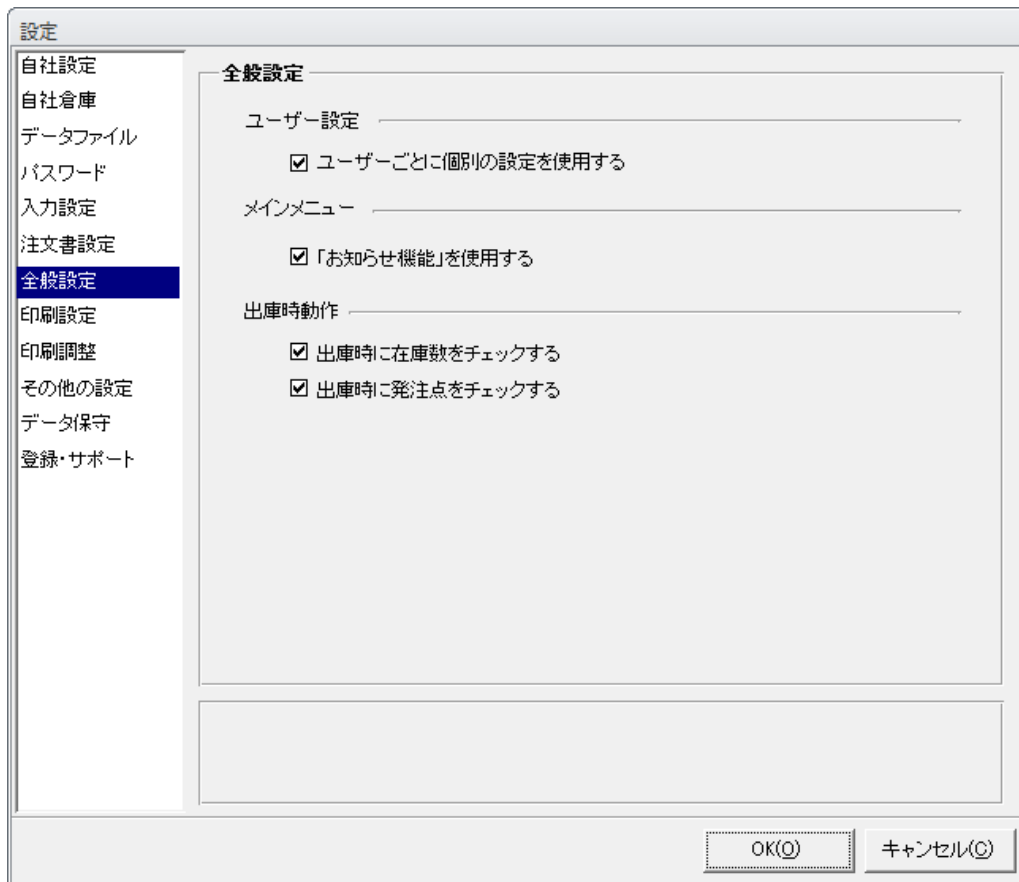 設定
自社設定
自社倉庫
データファイル
パスワード
入力設定
注文書設定
全般設定
印刷設定
印刷調整
その他の設定
データ保守
登録・サポート
全般設定
ユーザー設定
ユーザーごとに個別の設定を使用する
メインメニュー
「お知らせ機能」を使用する
出庫時動作
出庫時に在庫数をチェックする
出庫時に発注点をチェックする
OK(O)
キャンセル(C)